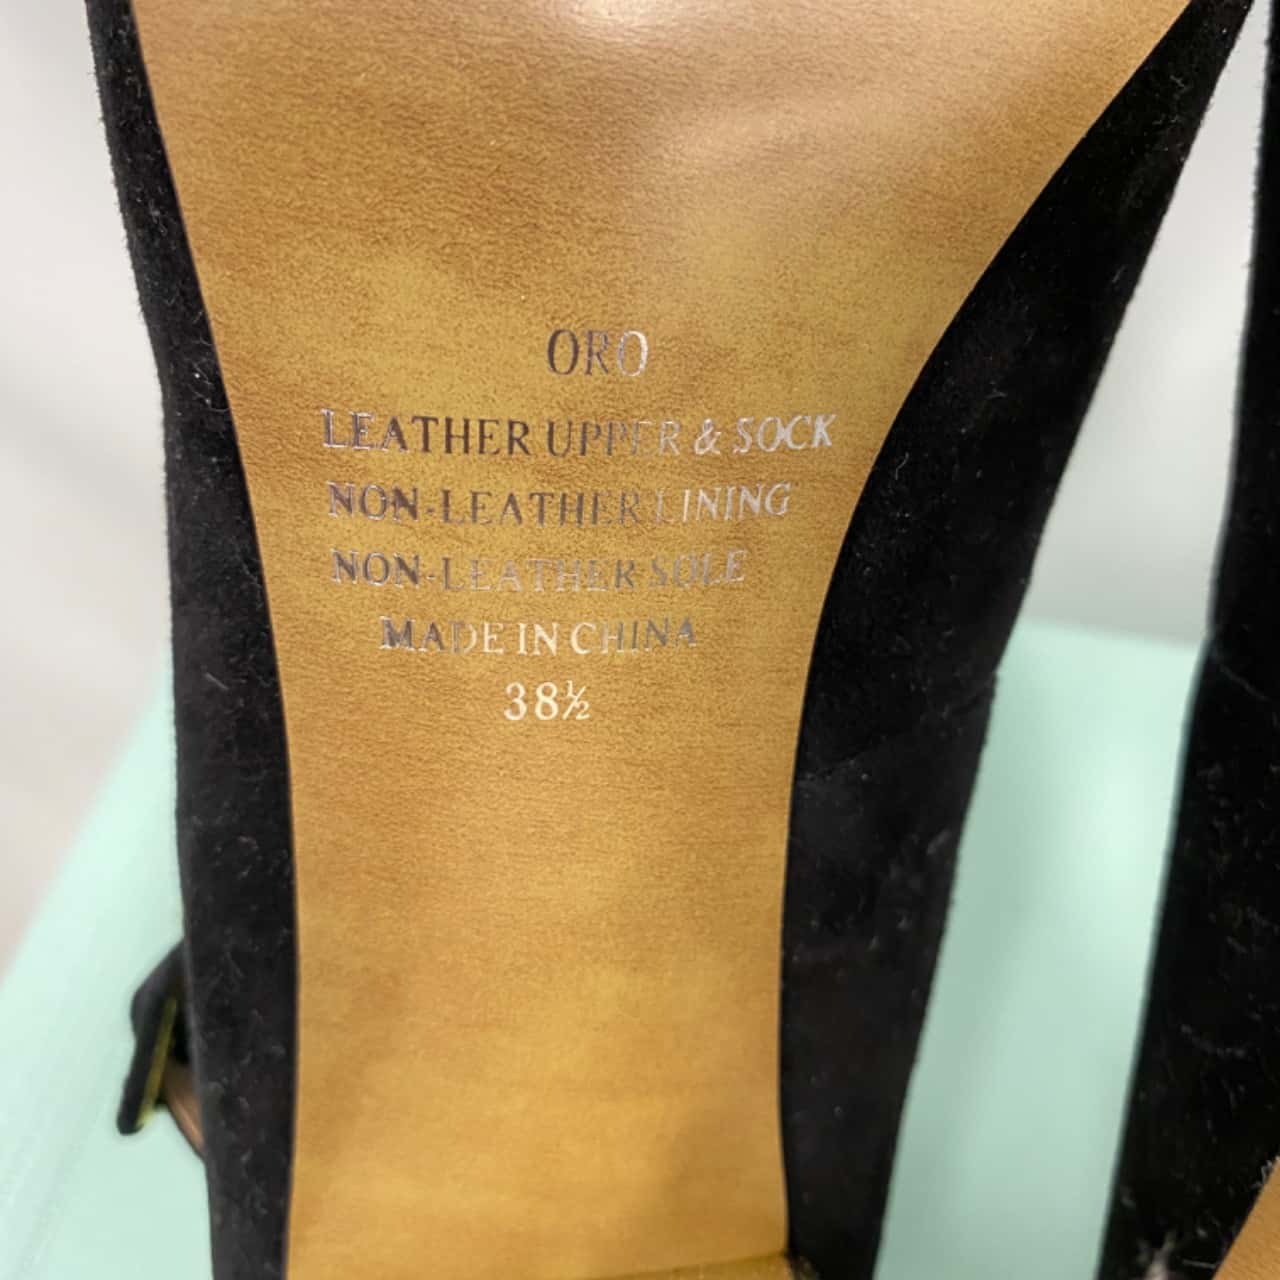 ORO
LEATHER UPPER & SOCK
NON-LEATHER LINING
NON-LEATHER SOLE
MADE IN CHINA
38½